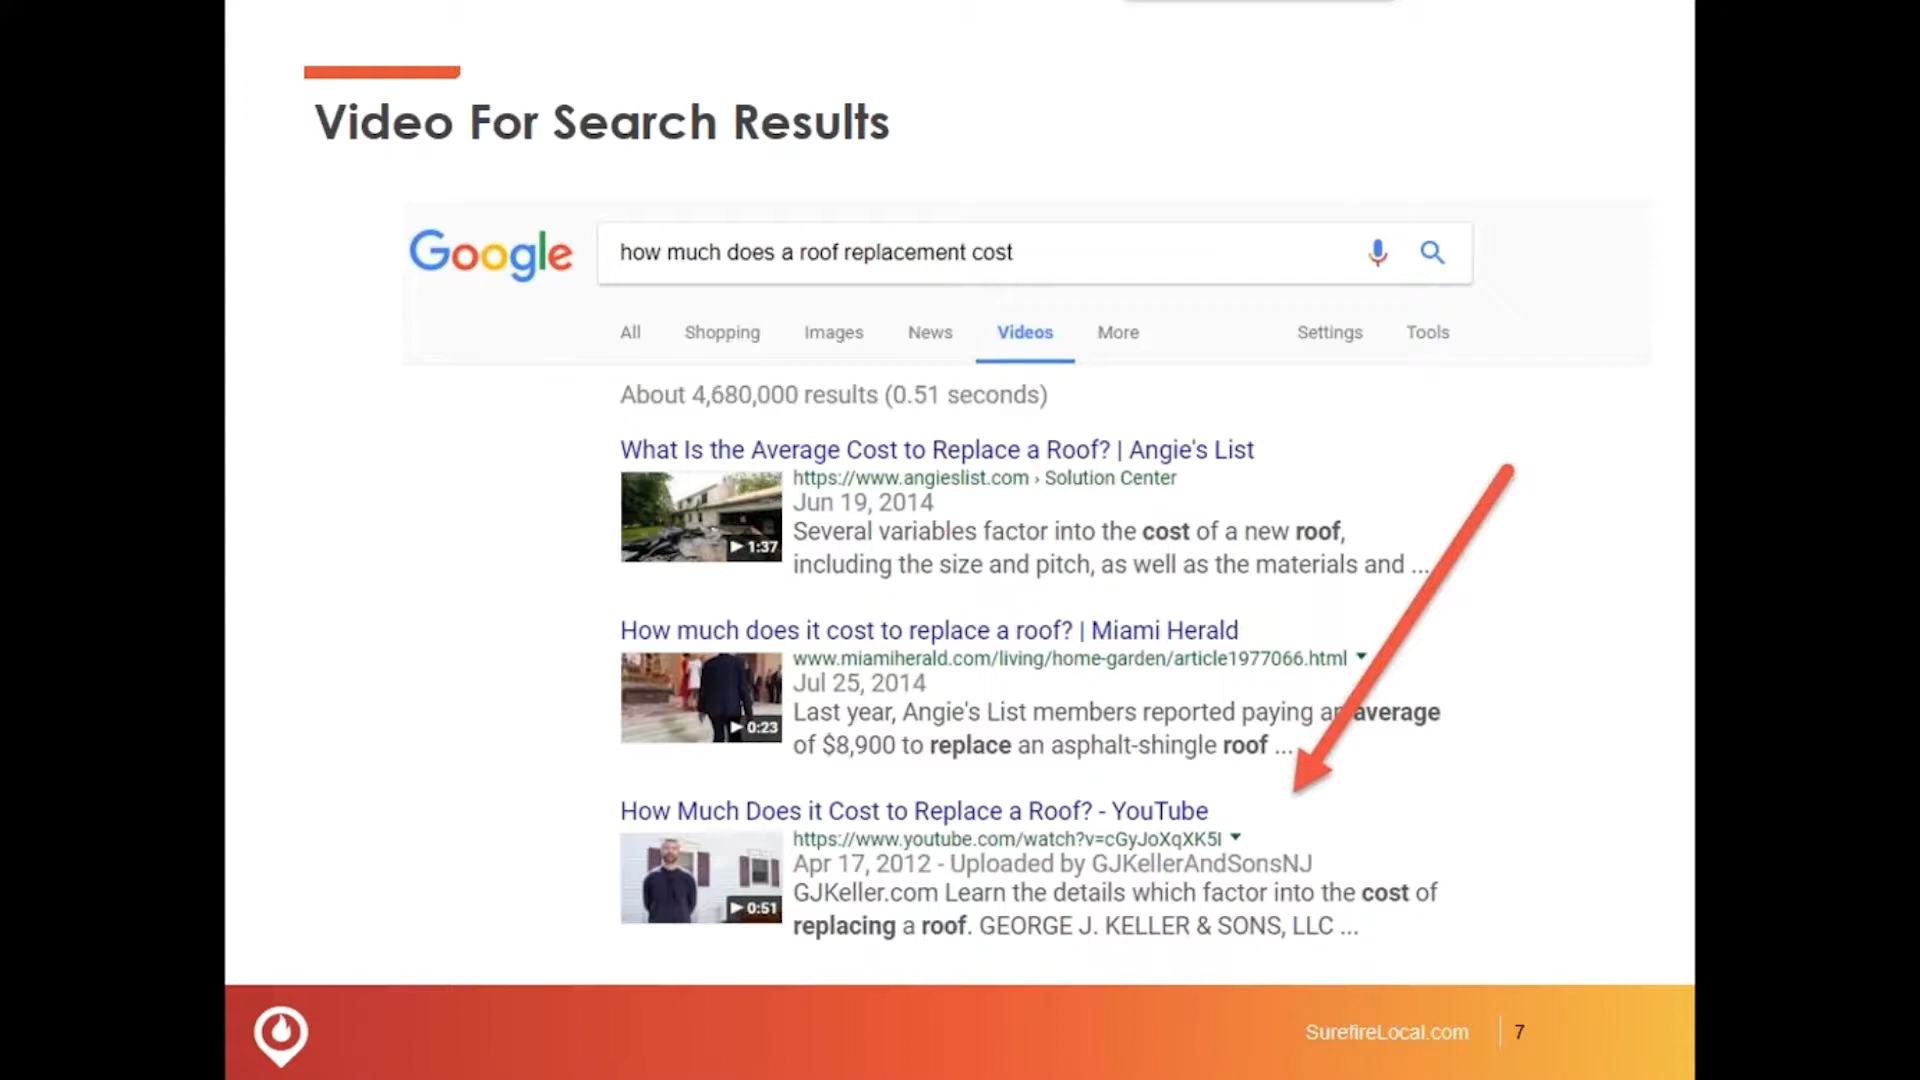 Video For Search Results
Google
how much does a roof replacement cost
All Shopping Images News Videos More Settings Tools
About 4,680,000 results (0.51 seconds)
What Is the Average Cost to Replace a Roof? | Angie's List
https://www.angieslist.com › Solution Center
Jun 19, 2014
Several variables factor into the cost of a new roof,
1:37
including the size and pitch, as well as the materials and ...
How much does it cost to replace a roof? | Miami Herald
www.miamiherald.com/living/home-garden/article1977066.html
Jul 25, 2014
Last year, Angie's List members reported paying an average
0:23
of $8,900 to replace an asphalt-shingle roof ...
How Much Does it Cost to Replace a Roof? - YouTube
https://www.youtube.com/watch?v=cGyJoXqXK5I
Apr 17, 2012 - Uploaded by GJKellerAndSonsNJ
GJKeller.com Learn the details which factor into the cost of
0:51
replacing a roof. GEORGE J. KELLER & SONS, LLC ...
SurefireLocal.com 7